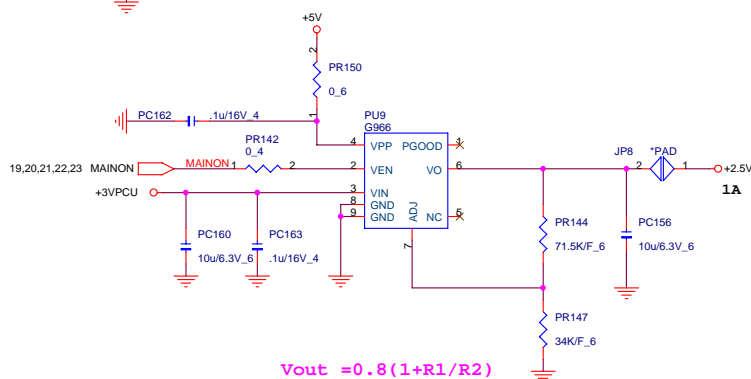 +5V
2
PR150
0_6
1
PC162
.1u/16V_4
PU9
G966
PR142
0_4
4
VPP
PGOOD
1
19,20,21,22,23
MAINON
MAINON
1
2
2
VEN
VO
6
JP8
*PAD
2
1
+2.5V
1A
+3VPCU
3
VIN
8
GND
9
GND
ADJ
NC
5
7
PC160
10u/6.3V_6
PC163
.1u/16V_4
PR144
71.5K/F_6
PC156
10u/6.3V_6
PR147
34K/F_6
Vout =0.8(1+R1/R2)